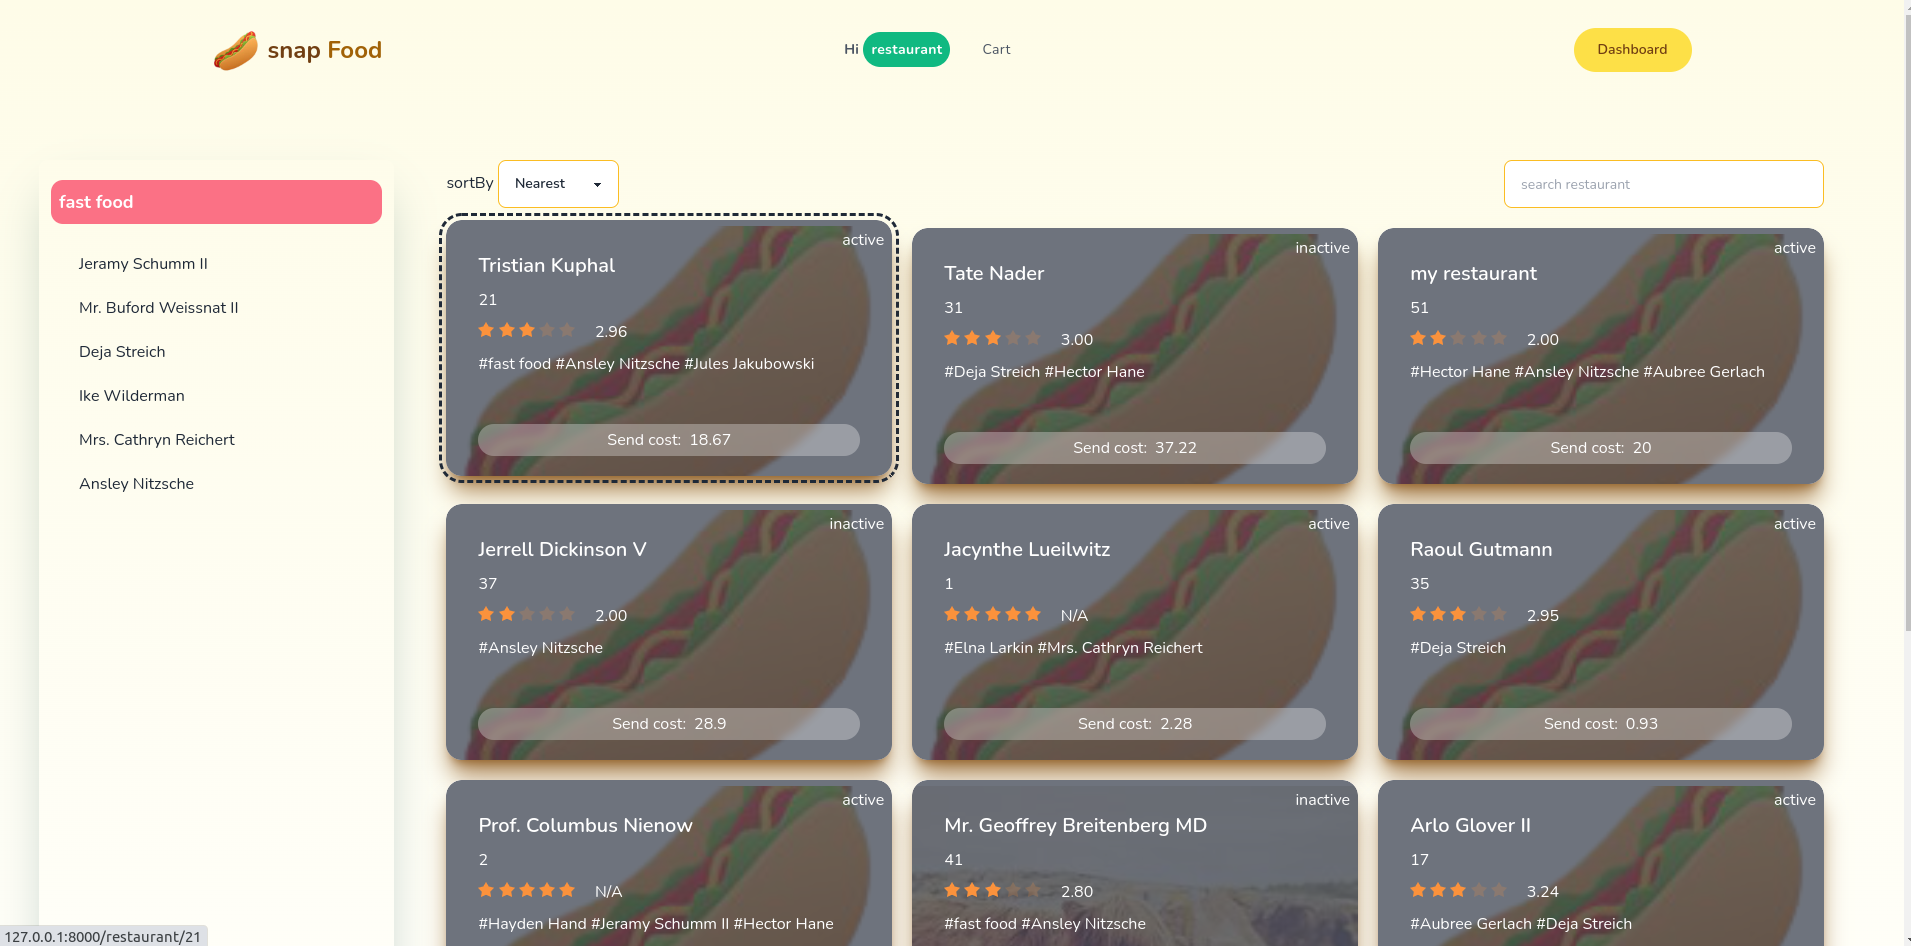 snap Food
Hi restaurant
Cart
Dashboard
fast food
Jeramy Schumm II
Mr. Buford Weissnat II
Deja Streich
Ike Wilderman
Mrs. Cathryn Reichert
Ansley Nitzsche
sortBy Nearest
search restaurant
active
Tristian Kuphal
21
2.96
#fast food #Ansley Nitzsche #Jules Jakubowski
Send cost: 18.67
inactive
Tate Nader
31
3.00
#Deja Streich #Hector Hane
Send cost: 37.22
active
my restaurant
51
2.00
#Hector Hane #Ansley Nitzsche #Aubree Gerlach
Send cost: 20
inactive
Jerrell Dickinson V
37
2.00
#Ansley Nitzsche
Send cost: 28.9
active
Jacynthe Lueilwitz
1
N/A
#Elna Larkin #Mrs. Cathryn Reichert
Send cost: 2.28
active
Raoul Gutmann
35
2.95
#Deja Streich
Send cost: 0.93
active
Prof. Columbus Nienow
2
N/A
#Hayden Hand #Jeramy Schumm II #Hector Hane
inactive
Mr. Geoffrey Breitenberg MD
41
2.80
#fast food #Ansley Nitzsche
active
Arlo Glover II
17
3.24
#Aubree Gerlach #Deja Streich
127.0.0.1:8000/restaurant/21